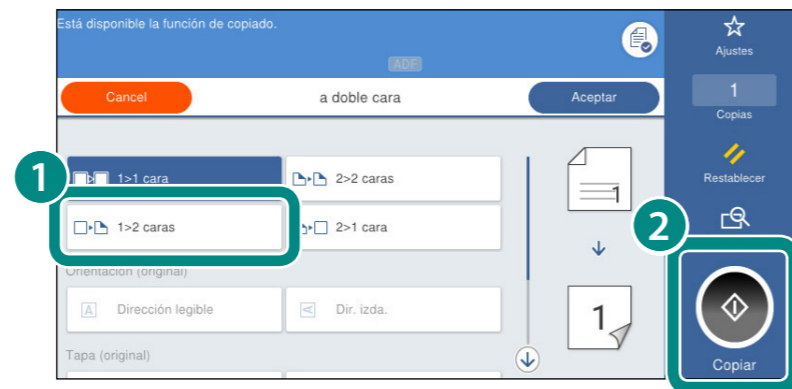 Está disponible la función de copiado.
ADF
Ajustes
Cancel
a doble cara
Aceptar
1
Copias
1
1>1 cara
2>2 caras
1
Restablecer
1>2 caras
2>1 cara
2
Orientación (original)
A
Dirección legible
A
Dir. izda.
1
Tapa (original)
Copiar